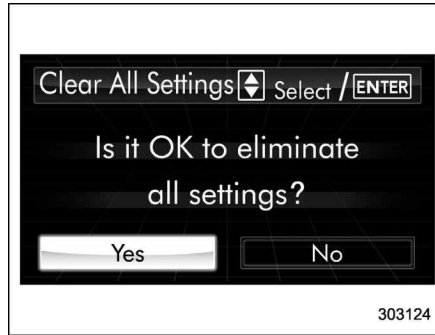 Clear All Settings Select / ENTER
Is it OK to eliminate
all settings?
Yes No
303124